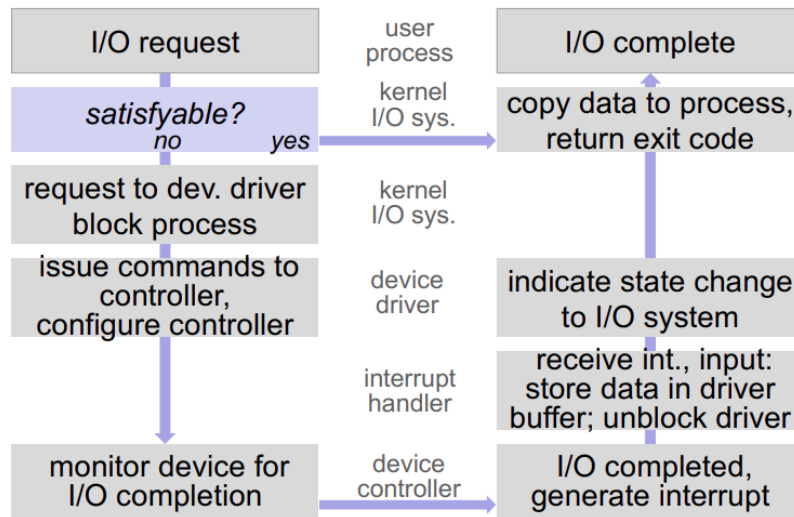 I/O request
user
process
I/O complete
satisfyable?
no
yes
kernel
I/O sys.
copy data to process,
return exit code
request to dev. driver
block process
kernel
I/O sys.
issue commands to
controller,
configure controller
device
driver
indicate state change
to I/O system
interrupt
handler
receive int., input:
store data in driver
buffer; unblock driver
monitor device for
I/O completion
device
controller
I/O completed,
generate interrupt